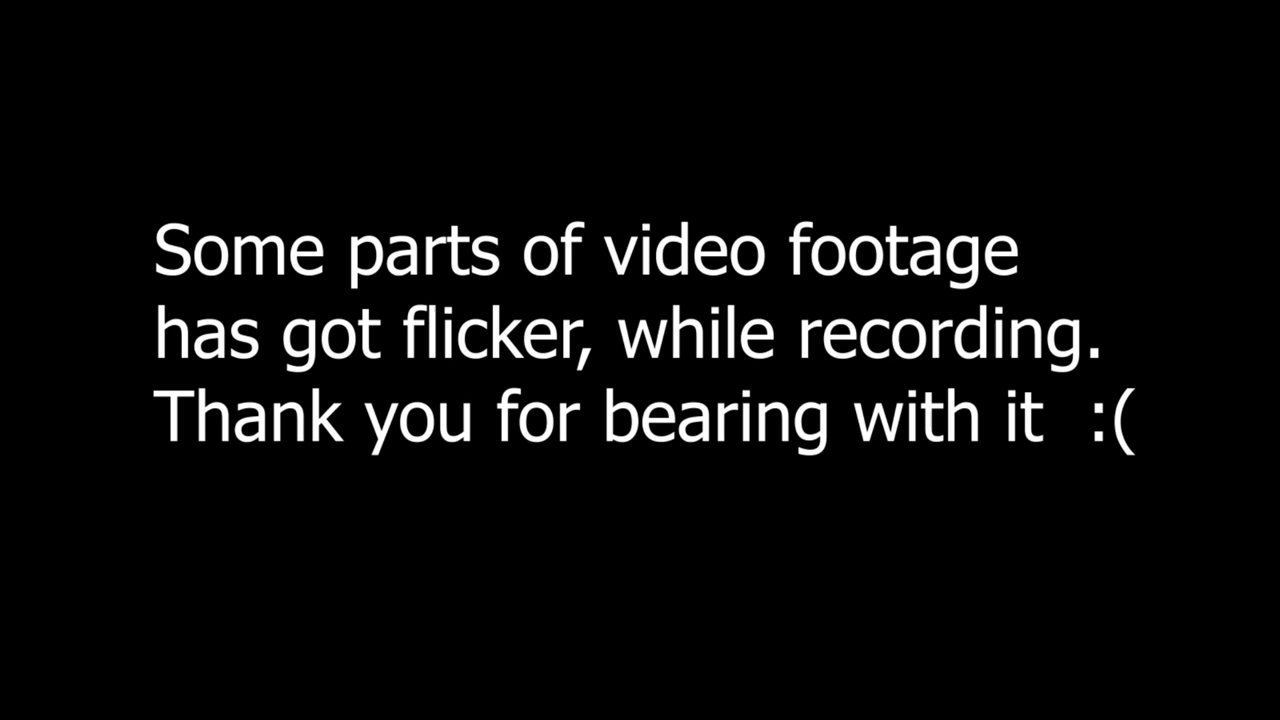 Some parts of video footage
has got flicker, while recording.
Thank you for bearing with it  :(